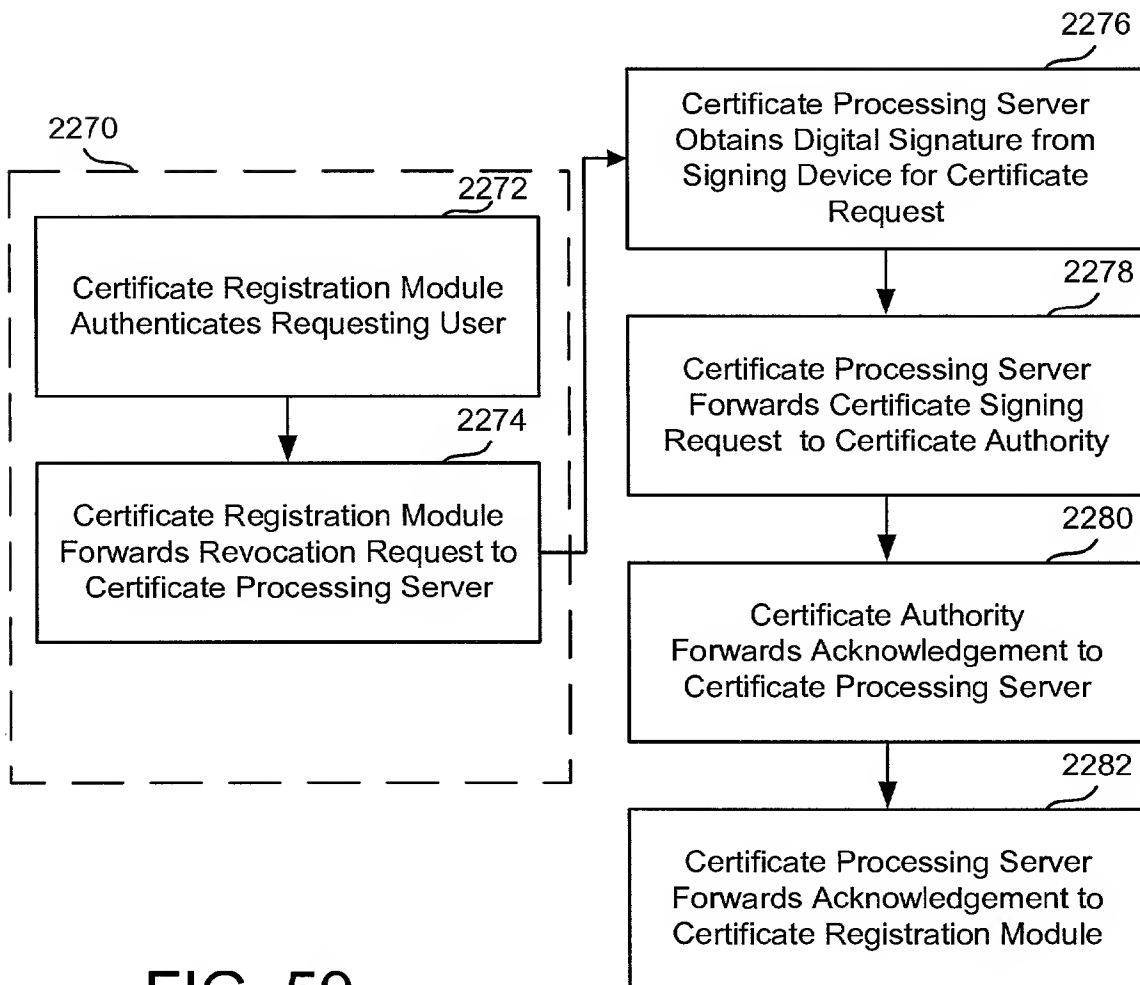 2270
2272
Certificate Registration Module
Authenticates Requesting User
2274
Certificate Registration Module
Forwards Revocation Request to
Certificate Processing Server
2276
Certificate Processing Server
Obtains Digital Signature from
Signing Device for Certificate
Request
2278
Certificate Processing Server
Forwards Certificate Signing
Request to Certificate Authority
2280
Certificate Authority
Forwards Acknowledgement to
Certificate Processing Server
2282
Certificate Processing Server
Forwards Acknowledgement to
Certificate Registration Module
FIG.